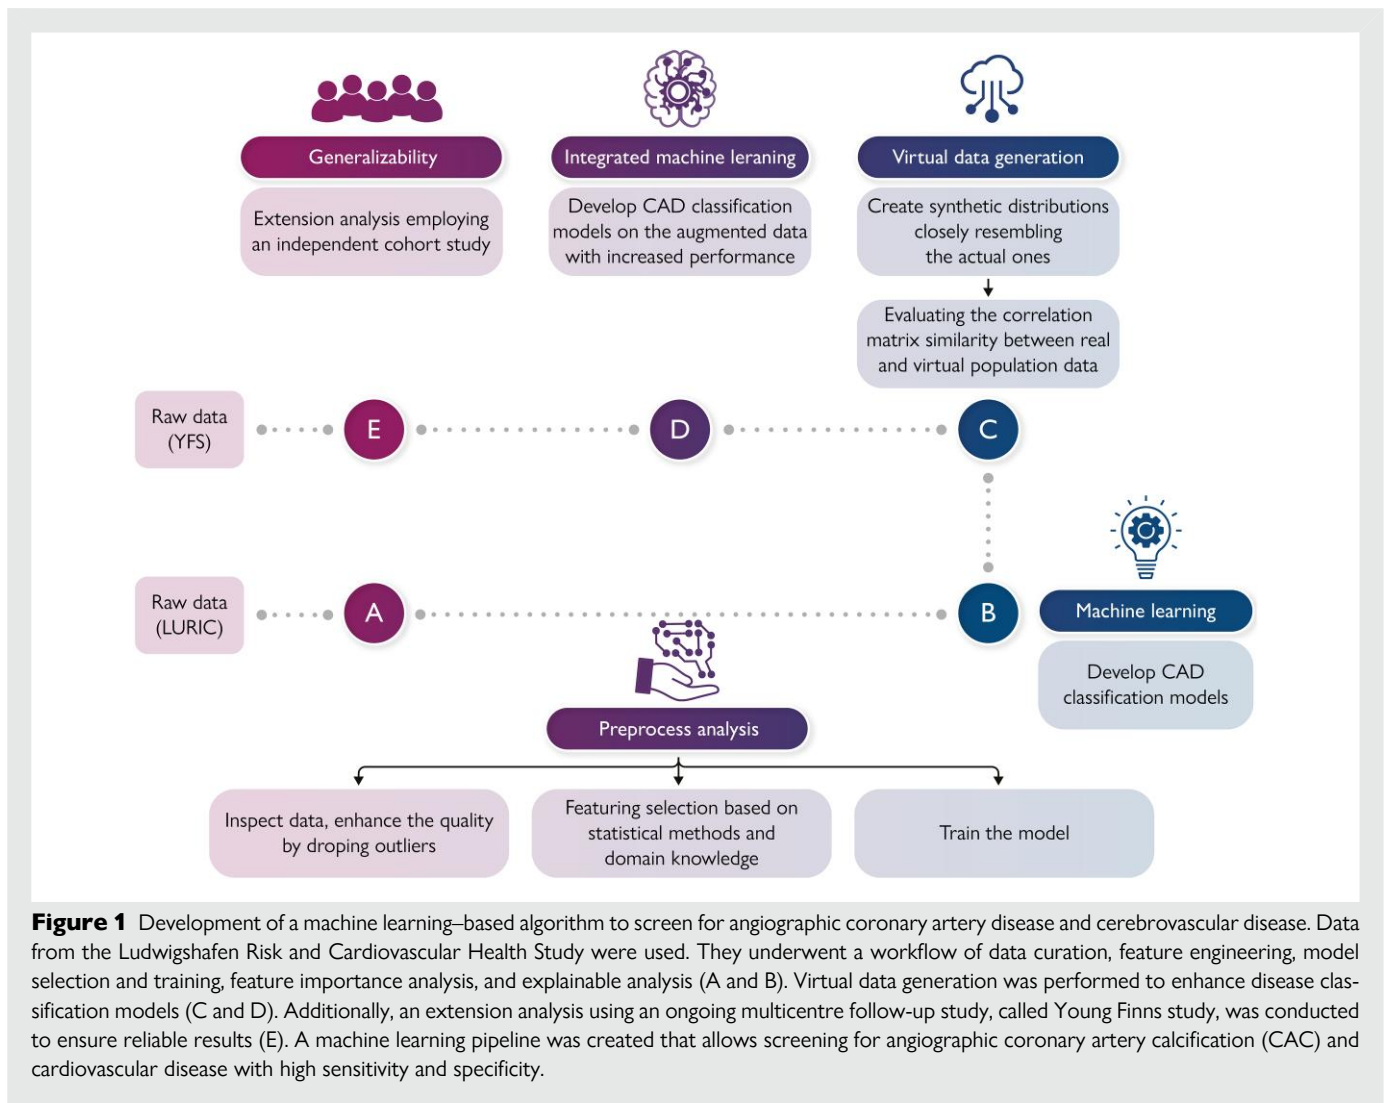 Generalizability
Extension analysis employing
an independent cohort study
Integrated machine leraning
Develop CAD classification
models on the augmented data
with increased performance
Virtual data generation
Create synthetic distributions
closely resembling
the actual ones
Evaluating the correlation
matrix similarity between real
and virtual population data
Raw data
(YFS)
E
D
C
Raw data
(LURIC)
A
B
Machine learning
Develop CAD
classification models
Preprocess analysis
Inspect data, enhance the quality
by droping outliers
Featuring selection based on
statistical methods and
domain knowledge
Train the model
Figure 1 Development of a machine learning–based algorithm to screen for angiographic coronary artery disease and cerebrovascular disease. Data
from the Ludwigshafen Risk and Cardiovascular Health Study were used. They underwent a workflow of data curation, feature engineering, model
selection and training, feature importance analysis, and explainable analysis (A and B). Virtual data generation was performed to enhance disease clas-
sification models (C and D). Additionally, an extension analysis using an ongoing multicentre follow-up study, called Young Finns study, was conducted
to ensure reliable results (E). A machine learning pipeline was created that allows screening for angiographic coronary artery calcification (CAC) and
cardiovascular disease with high sensitivity and specificity.